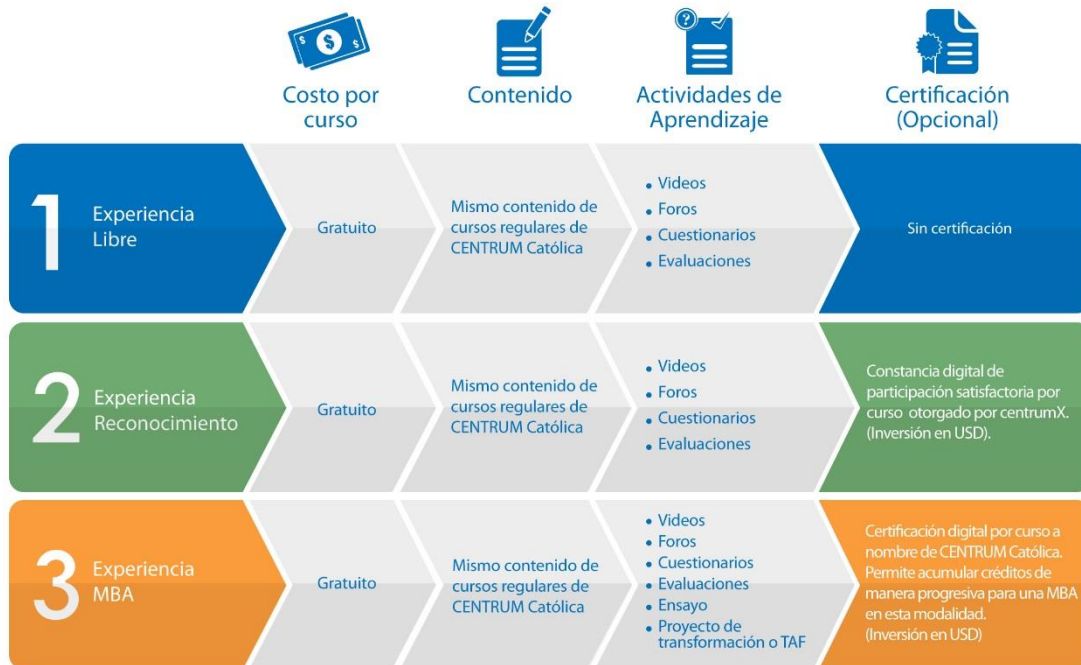 Costo por
curso
Contenido
Actividades de
Aprendizaje
Certificación
(Opcional)
1
Experiencia
Libre
Gratuito
Mismo contenido de
cursos regulares de
CENTRUM Católica
• Videos
• Foros
• Cuestionarios
• Evaluaciones
Sin certificación
2
Experiencia
Reconocimiento
Gratuito
Mismo contenido de
cursos regulares de
CENTRUM Católica
• Videos
• Foros
• Cuestionarios
• Evaluaciones
Constancia digital de
participación satisfactoria por
curso otorgado por centrumX.
(Inversión en USD).
3
Experiencia
MBA
Gratuito
Mismo contenido de
cursos regulares de
CENTRUM Católica
• Videos
• Foros
• Cuestionarios
• Evaluaciones
• Ensayo
• Proyecto de
transformación o TAF
Certificación digital por curso a
nombre de CENTRUM Católica.
Permite acumular créditos de
manera progresiva para una MBA
en esta modalidad.
(Inversión en USD)